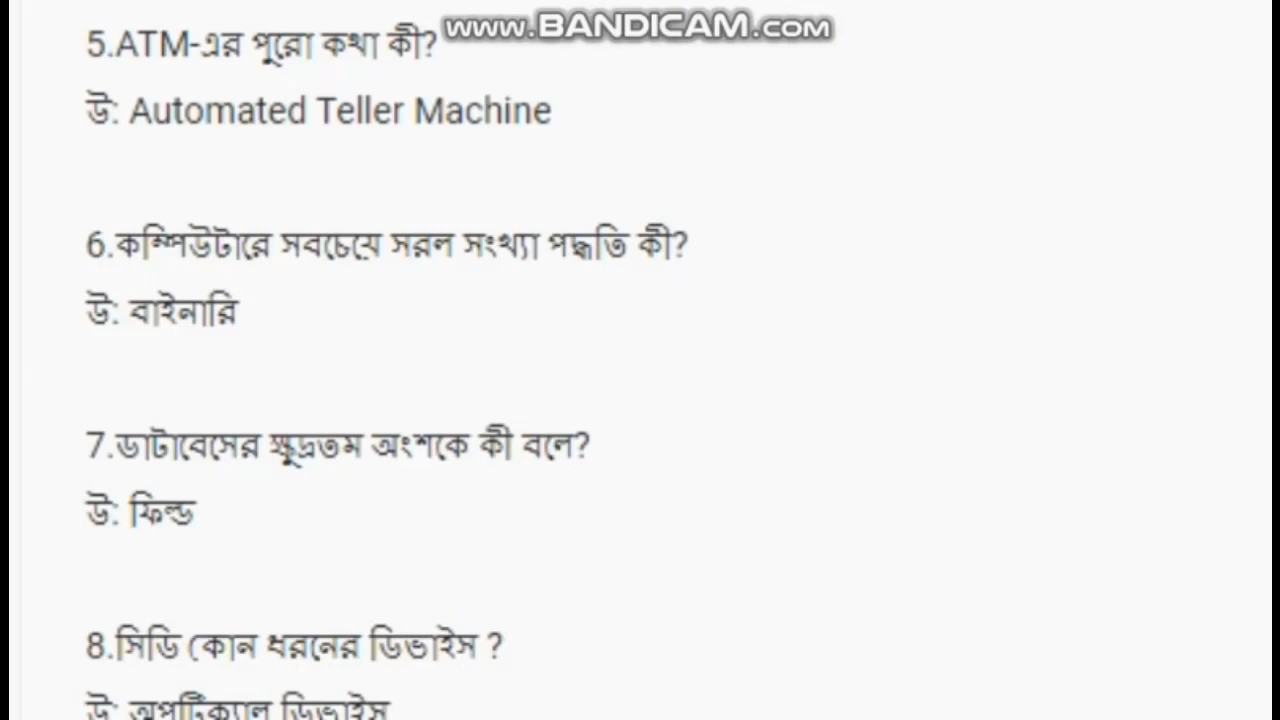 www.BANDICAM.com
5.ATM-এর পুরো কথা কী?
উ: Automated Teller Machine
6.কম্পিউটারে সবচেয়ে সরল সংখ্যা পদ্ধতি কী?
উ: বাইনারি
7.ডাটাবেসের ক্ষুদ্রতম অংশকে কী বলে?
উ: ফিল্ড
8.সিডি কোন ধরনের ডিভাইস ?
উ: অপটিক্যাল ডিভাইস